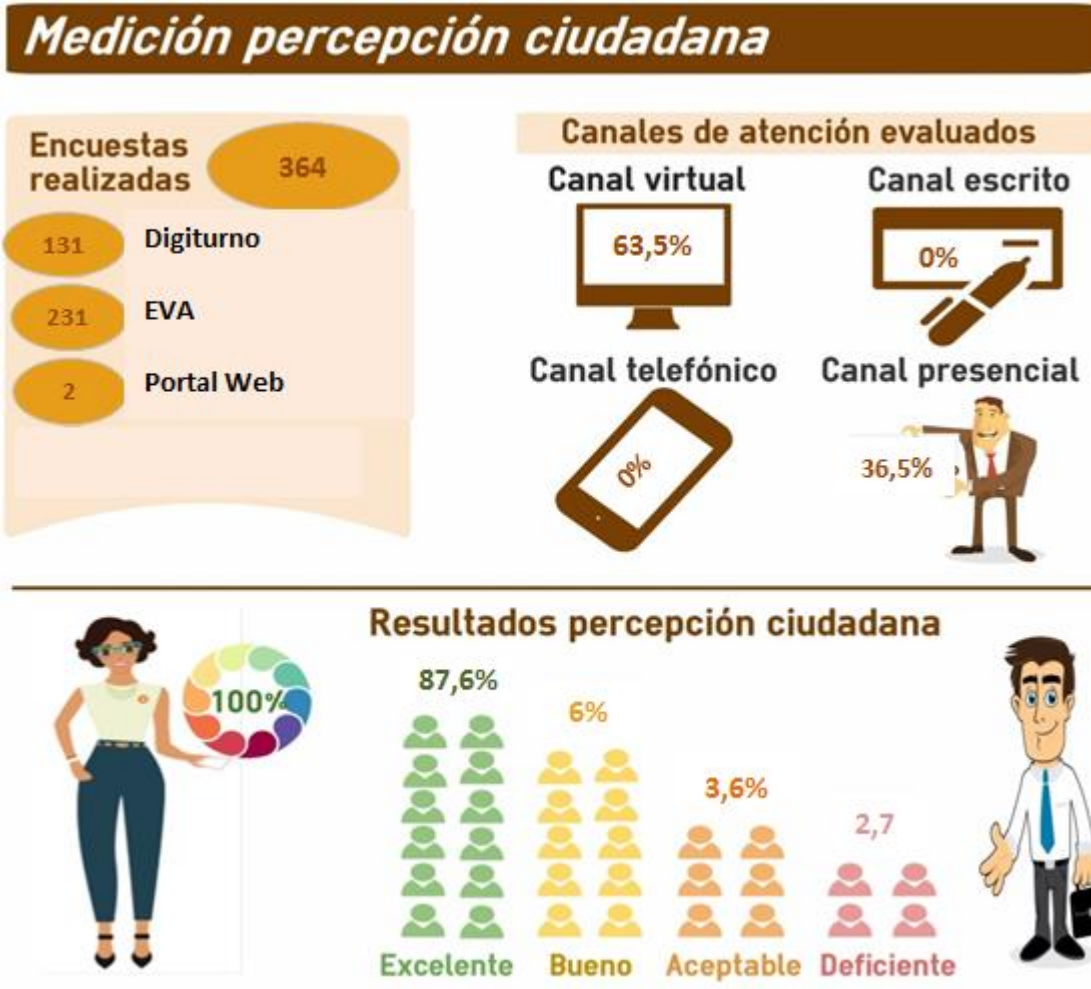 Medición percepción ciudadana
Encuestas
realizadas
364
131
Digiturno
231
EVA
2
Portal Web
Canales de atención evaluados
Canal virtual
63,5%
Canal escrito
0%
Canal telefónico
0%
Canal presencial
36,5%
Resultados percepción ciudadana
100%
87,6%
6%
3,6%
2,7
Excelente
Bueno
Aceptable
Deficiente